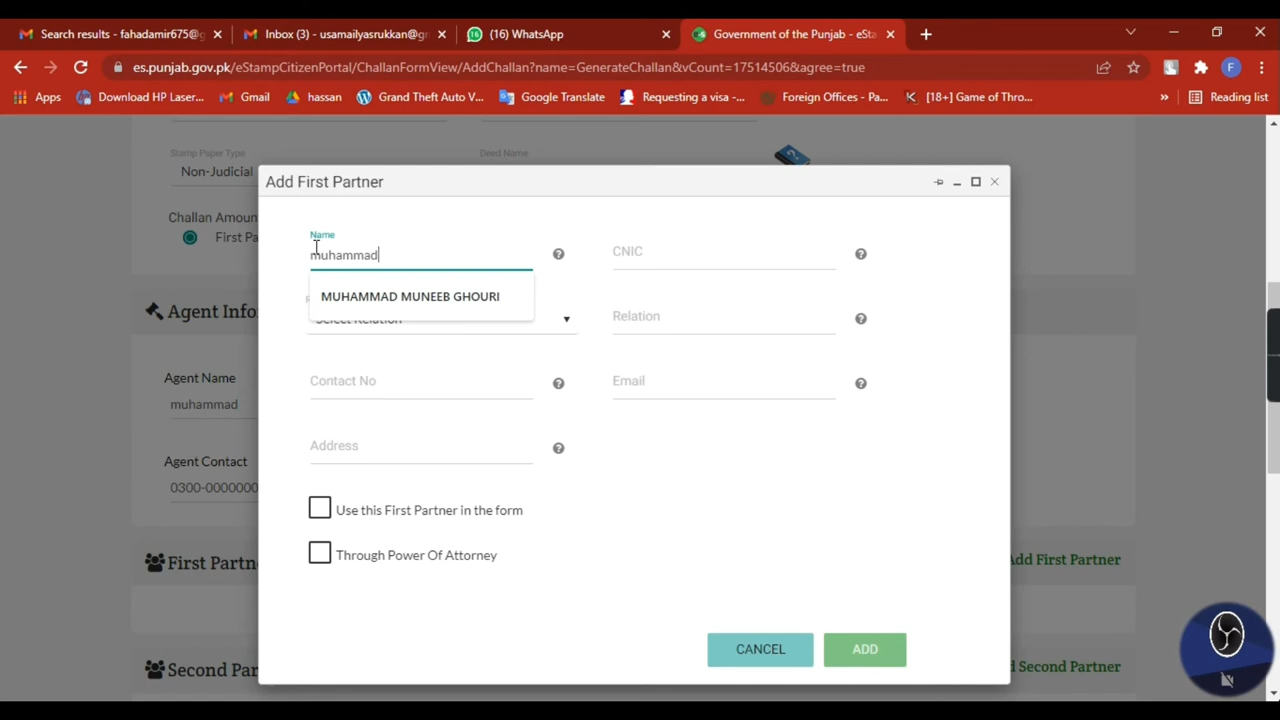 Search results - fahadamir675@g
Inbox (3) - usamailyasrukkan@gr
(16) WhatsApp
Government of the Punjab - eSta
es.punjab.gov.pk/eStampCitizenPortal/ChallanFormView/AddChallan?name=GenerateChallan&vCount=17514506&agree=true
F
Apps
Download HP Laser...
Gmail
hassan
Grand Theft Auto V...
Google Translate
Requesting a visa -...
Foreign Offices - Pa...
[18+] Game of Thro...
»
Reading list
Stamp Paper Type
Deed Name
Non-Judicial
Add First Partner
Challan Amoun
First Pa
Name
muhammad
CNIC
MUHAMMAD MUNEEB GHOURI
Select Relation
Relation
Agent Info
Contact No
Email
Agent Name
muhammad
Address
Agent Contact
0300-0000000
Use this First Partner in the form
Through Power Of Attorney
First Partn
Add First Partner
CANCEL
ADD
Second Par
d Second Partner